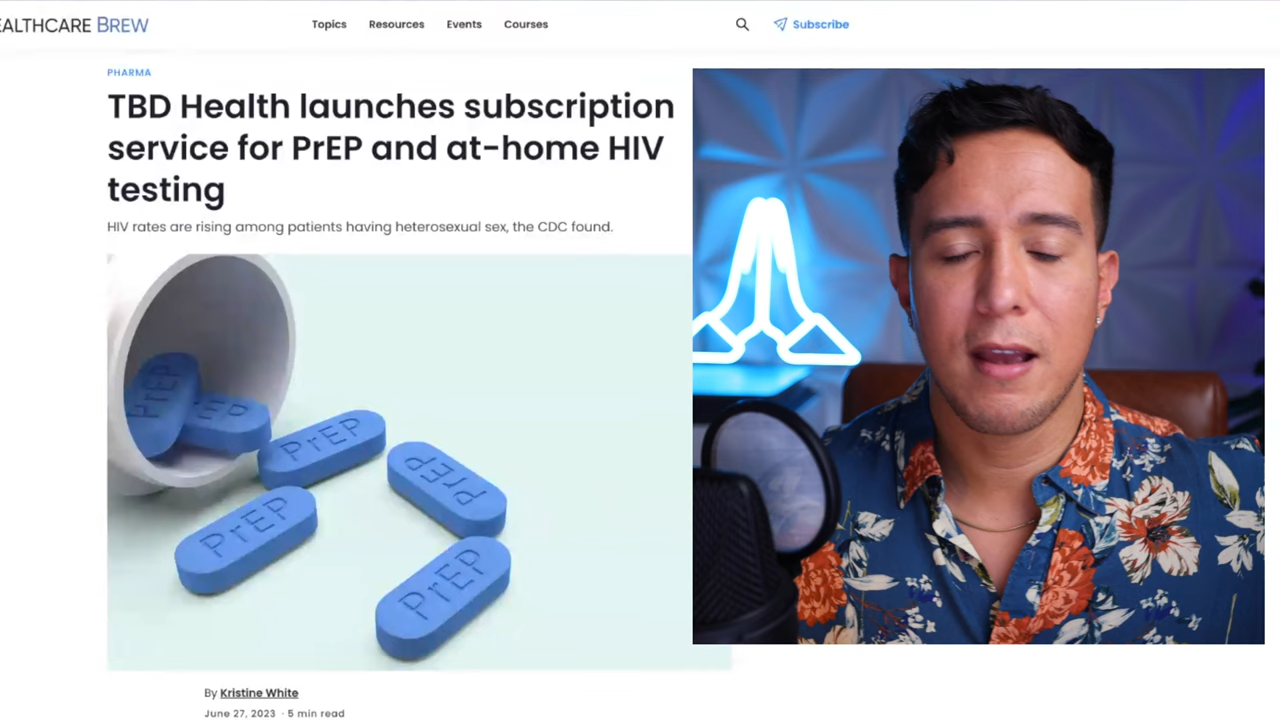 EALTHCARE BREW
Topics Resources Events Courses
Subscribe
PHARMA
TBD Health launches subscription
service for PrEP and at-home HIV
testing
HIV rates are rising among patients having heterosexual sex, the CDC found.
PrEP
rEP
PrEP
PrEP
PrEP
PrEP
By Kristine White
June 27, 2023 · 5 min read